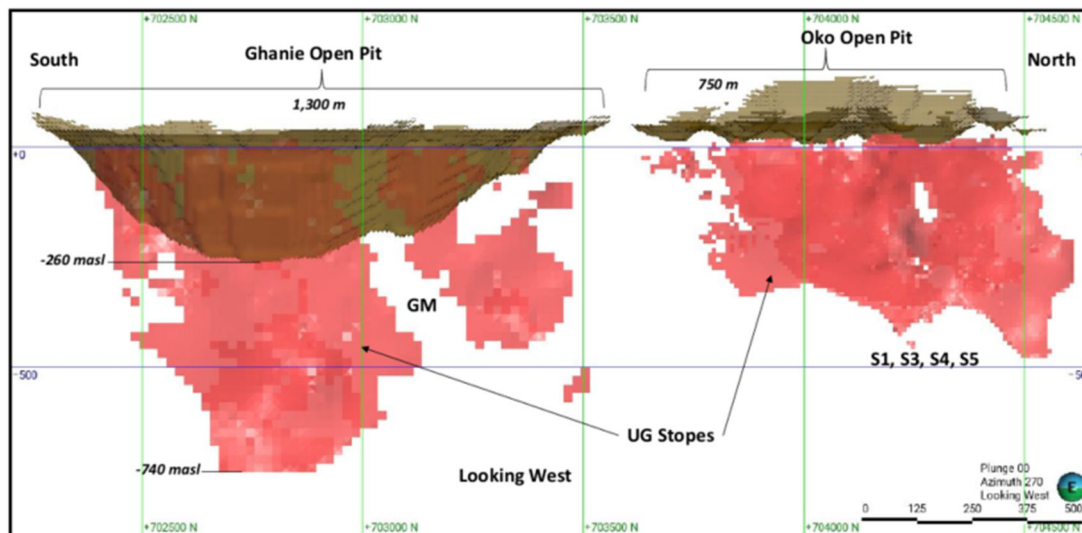 +702500 N
+703000 N
+703500 N
+704000 N
+704500 N
South
Ghanie Open Pit
Oko Open Pit
North
1,300 m
750 m
+0
-260 masl
GM
-500
S1, S3, S4, S5
UG Stopes
-740 masl
Looking West
Plunge 00
Azimuth 270
Looking West
E
0 125 250 375 500
+702500 N
+703000 N
+703500 N
+704000 N
+704500 N